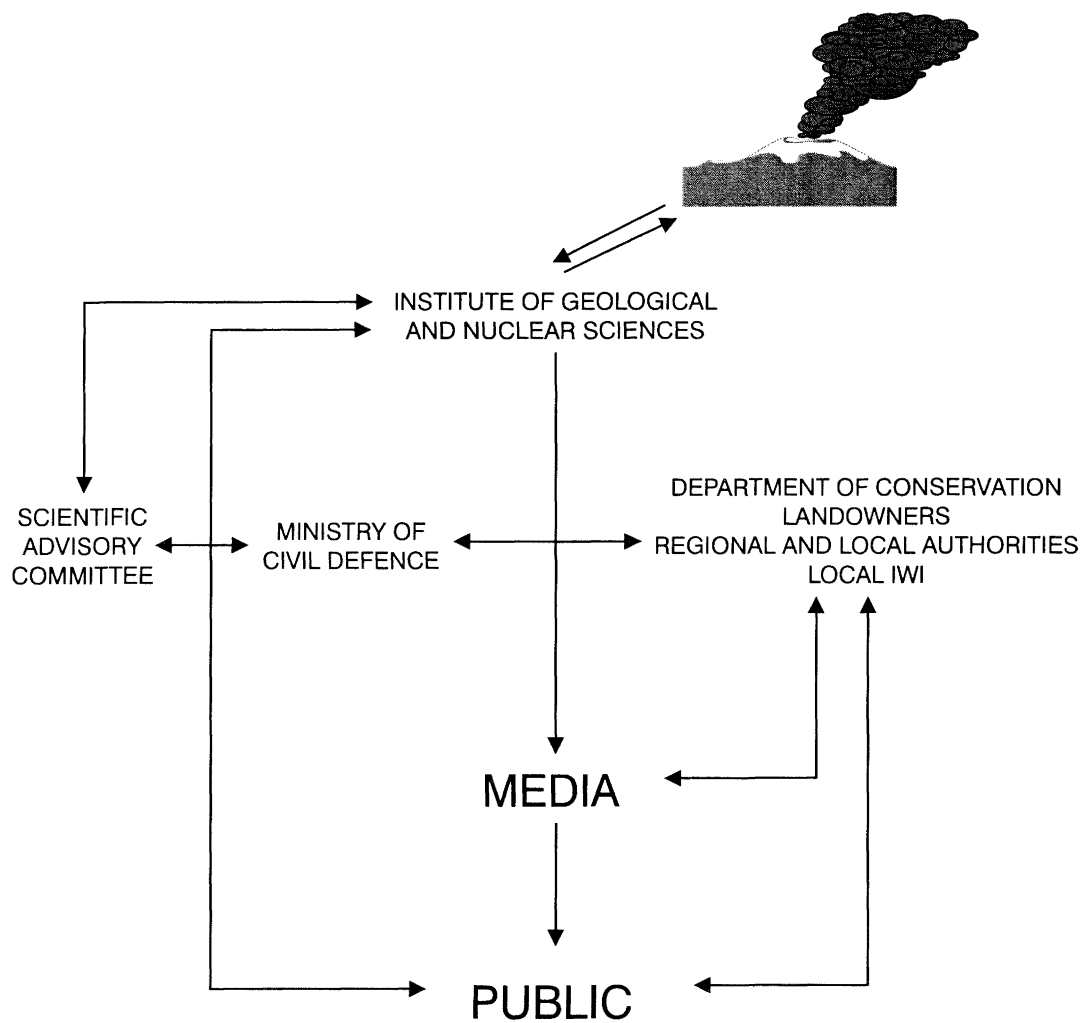 INSTITUTE OF GEOLOGICAL
AND NUCLEAR SCIENCES
SCIENTIFIC
ADVISORY
COMMITTEE
MINISTRY OF
CIVIL DEFENCE
DEPARTMENT OF CONSERVATION
LANDOWNERS
REGIONAL AND LOCAL AUTHORITIES
LOCAL IWI
MEDIA
PUBLIC